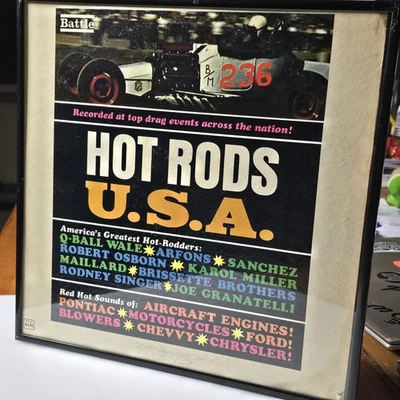 Battle
B/M 236
Recorded at top drag events across the nation!
HOT RODS
U.S.A.
America's Greatest Hot-Rodders:
Q-BALL WALE★ARFONS★SANCHEZ
ROBERT OSBORN★KAROL MILLER
MAILLARD★BRISSETTE BROTHERS
RODNEY SINGER★JOE GRANATELLI
Red Hot Sounds of: AIRCRAFT ENGINES!
PONTIAC★MOTORCYCLES★FORD!
BLOWERS★CHEVVY★CHRYSLER!